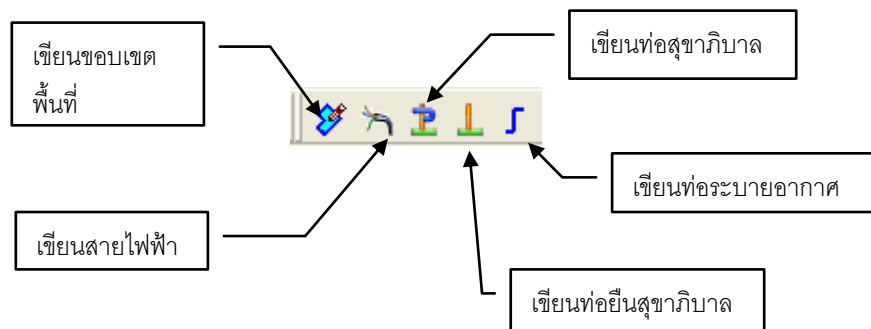 เขียนขอบเขต
พื้นที่
เขียนท่อสุขาภิบาล
เขียนท่อระบายอากาศ
เขียนสายไฟฟ้า
เขียนท่อยืนสุขาภิบาล